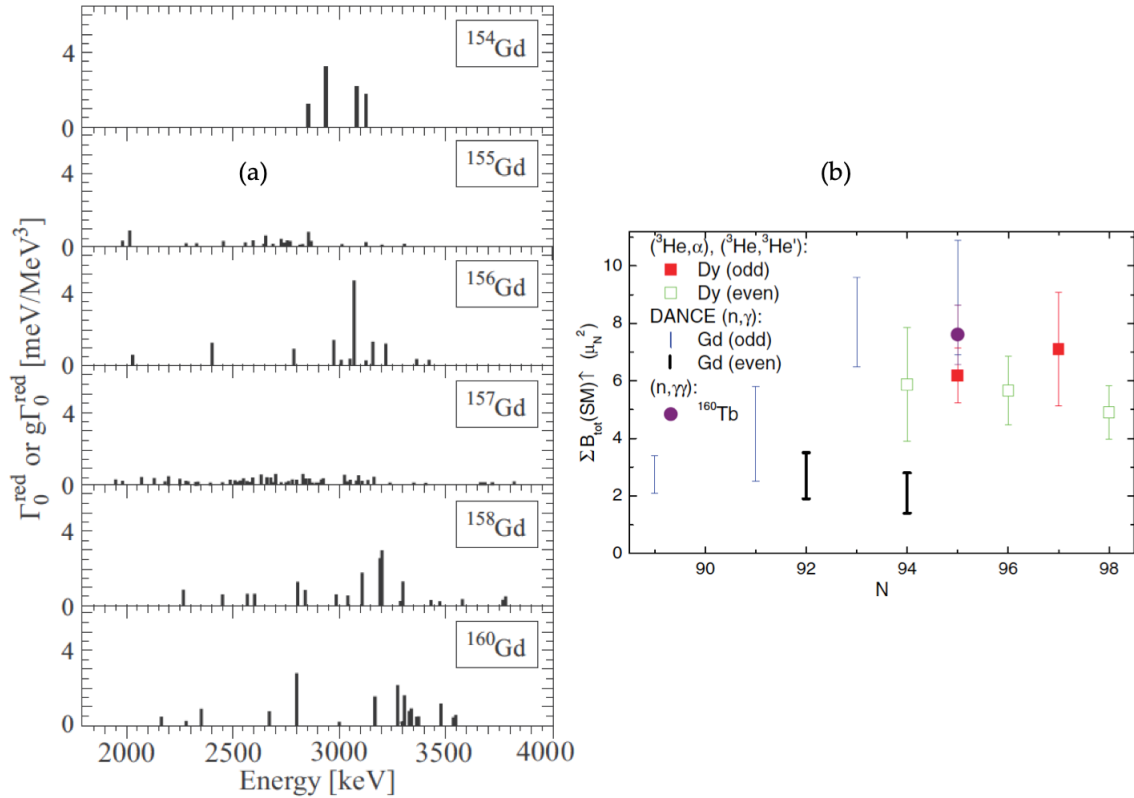 154Gd
4
0
(a)
155Gd
4
0
156Gd
4
0
157Gd
4
0
158Gd
4
0
160Gd
4
0
2000 2500 3000 3500 4000
Energy [keV]
Γ0red or gΓ0red [meV/MeV3]
(b)
(3He,α), (3He,3He'):
Dy (odd)
Dy (even)
DANCE (n,γ):
Gd (odd)
Gd (even)
(n,γγ):
160Tb
10
8
6
4
2
0
90 92 94 96 98
N
ΣBtot(SM)↑ (μN2)